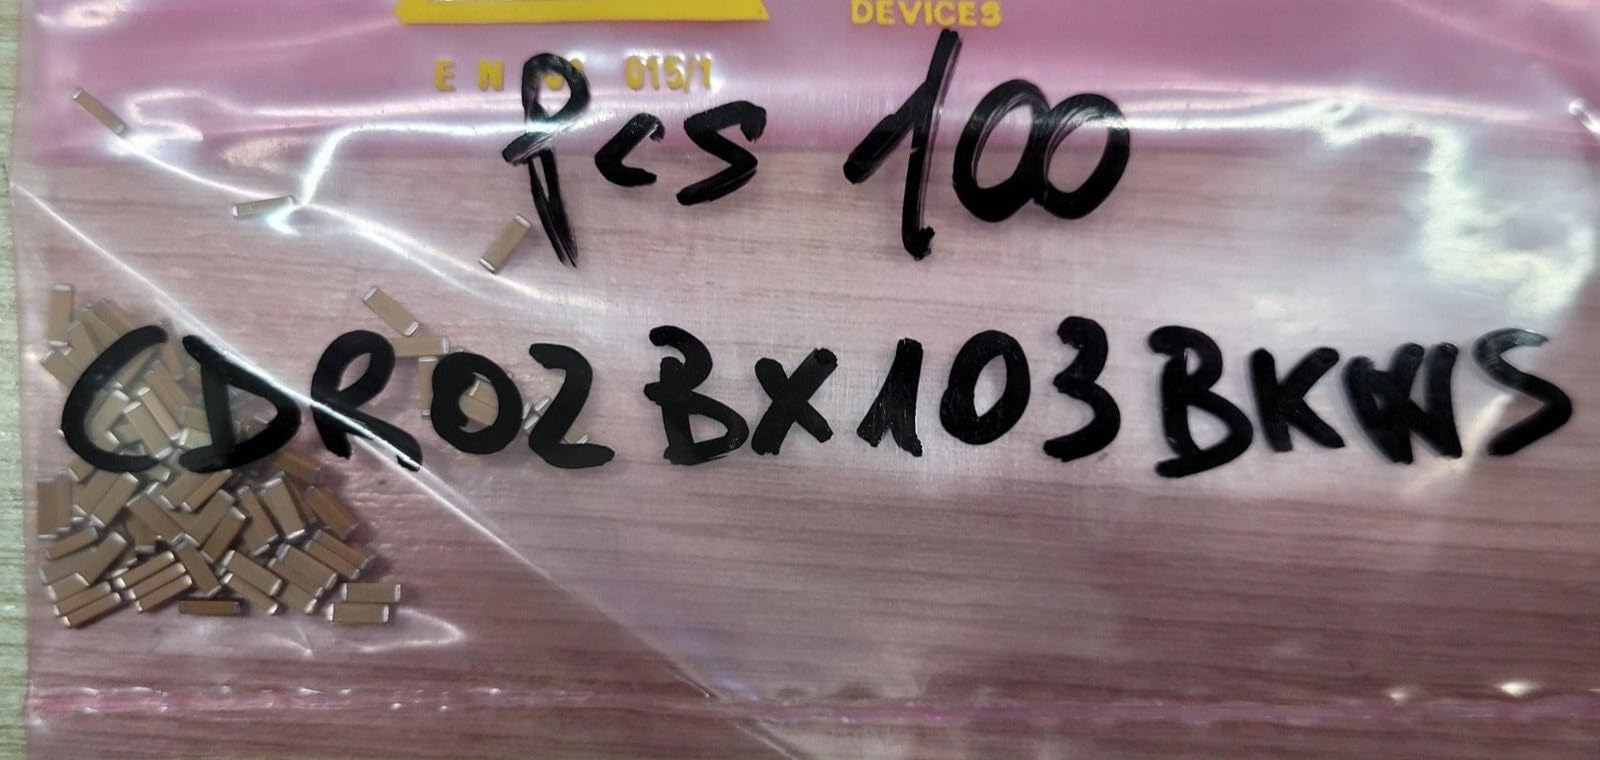 DEVICES
E N 015/1
Pcs 100
CDR02BX103BKWS